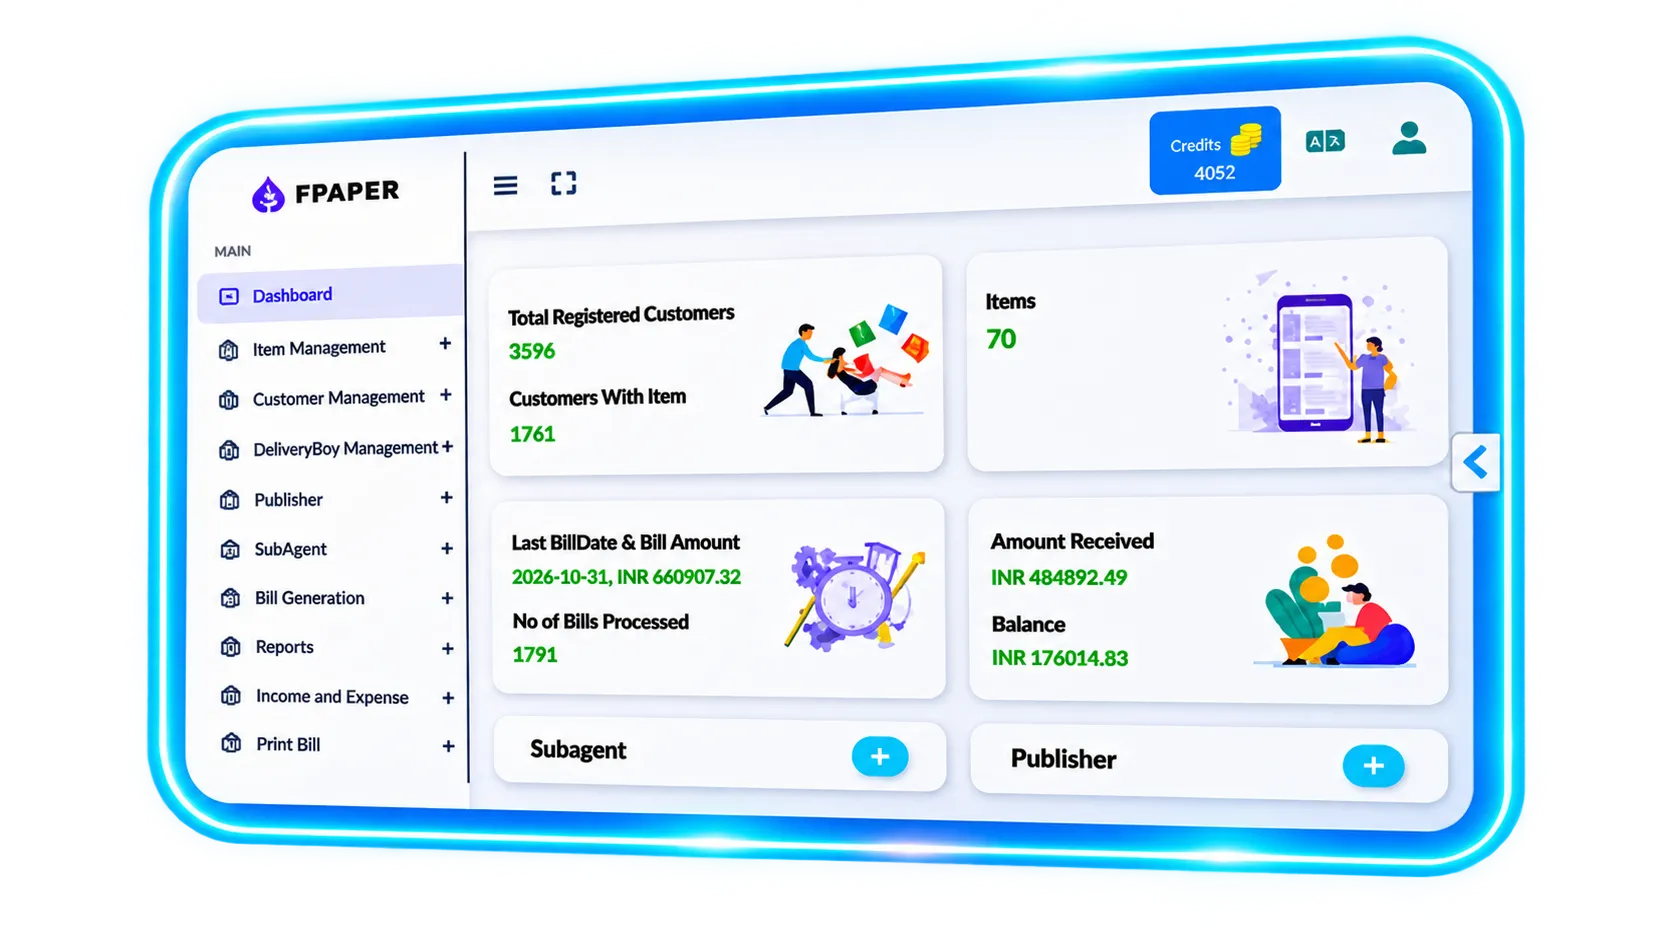 FPAPER
MAIN
Dashboard
Item Management +
Customer Management +
DeliveryBoy Management +
Publisher +
SubAgent +
Bill Generation +
Reports +
Income and Expense +
Print Bill +
Credits
4052
Total Registered Customers
3596
Customers With Item
1761
Items
70
Last BillDate & Bill Amount
2026-10-31, INR 660907.32
No of Bills Processed
1791
Amount Received
INR 484892.49
Balance
INR 176014.83
Subagent +
Publisher +